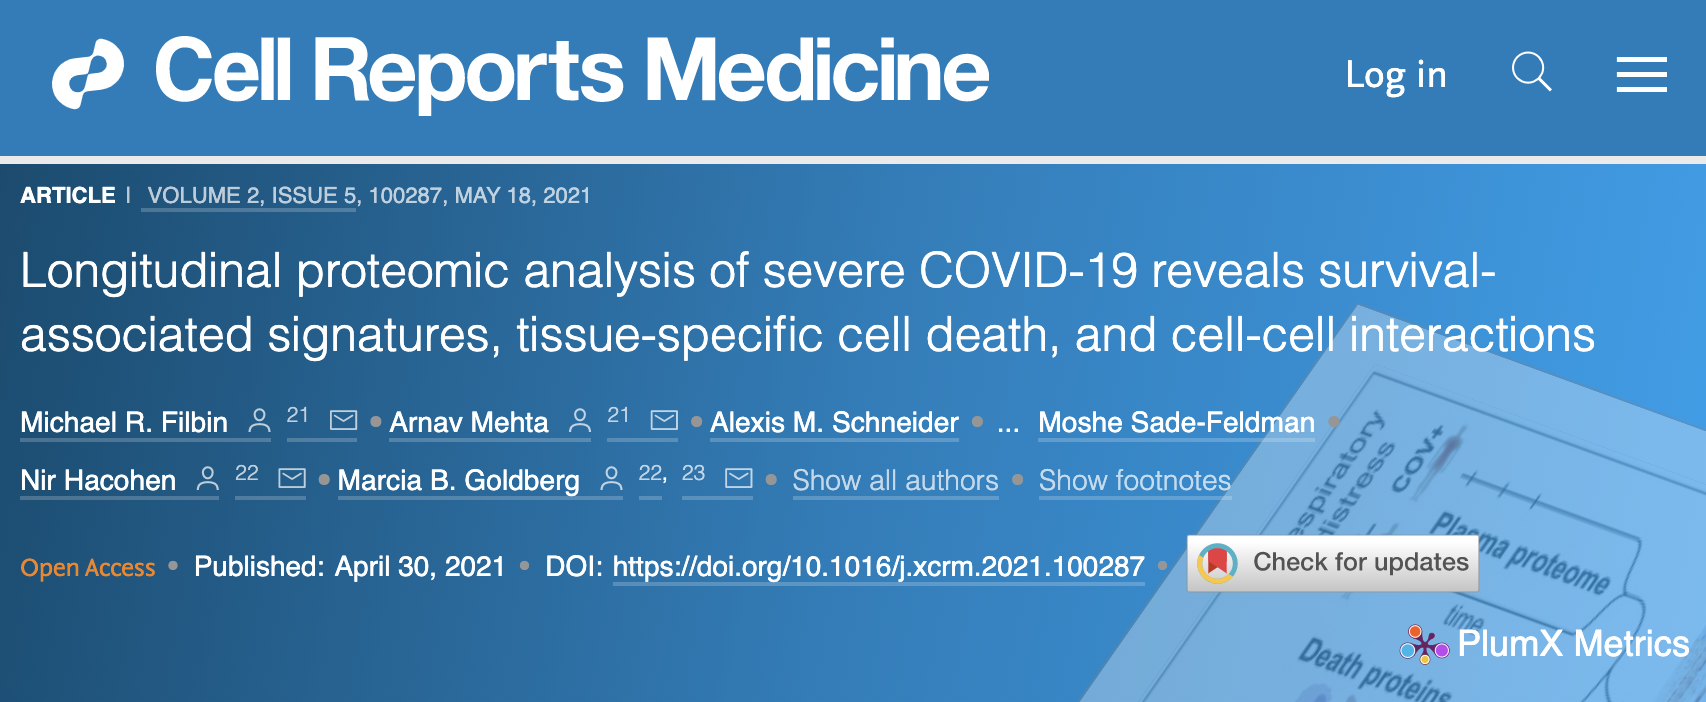 Cell Reports Medicine
Log in
ARTICLE | VOLUME 2, ISSUE 5, 100287, MAY 18, 2021
Longitudinal proteomic analysis of severe COVID-19 reveals survival-
associated signatures, tissue-specific cell death, and cell-cell interactions
Michael R. Filbin 21 • Arnav Mehta 21 • Alexis M. Schneider • ... Moshe Sade-Feldman •
Nir Hacohen 22 • Marcia B. Goldberg 22, 23 • Show all authors • Show footnotes
Open Access • Published: April 30, 2021 • DOI: https://doi.org/10.1016/j.xcrm.2021.100287 •
Check for updates
PlumX Metrics
espiratory
distress
COV+
Plasma proteome
time
Death proteins